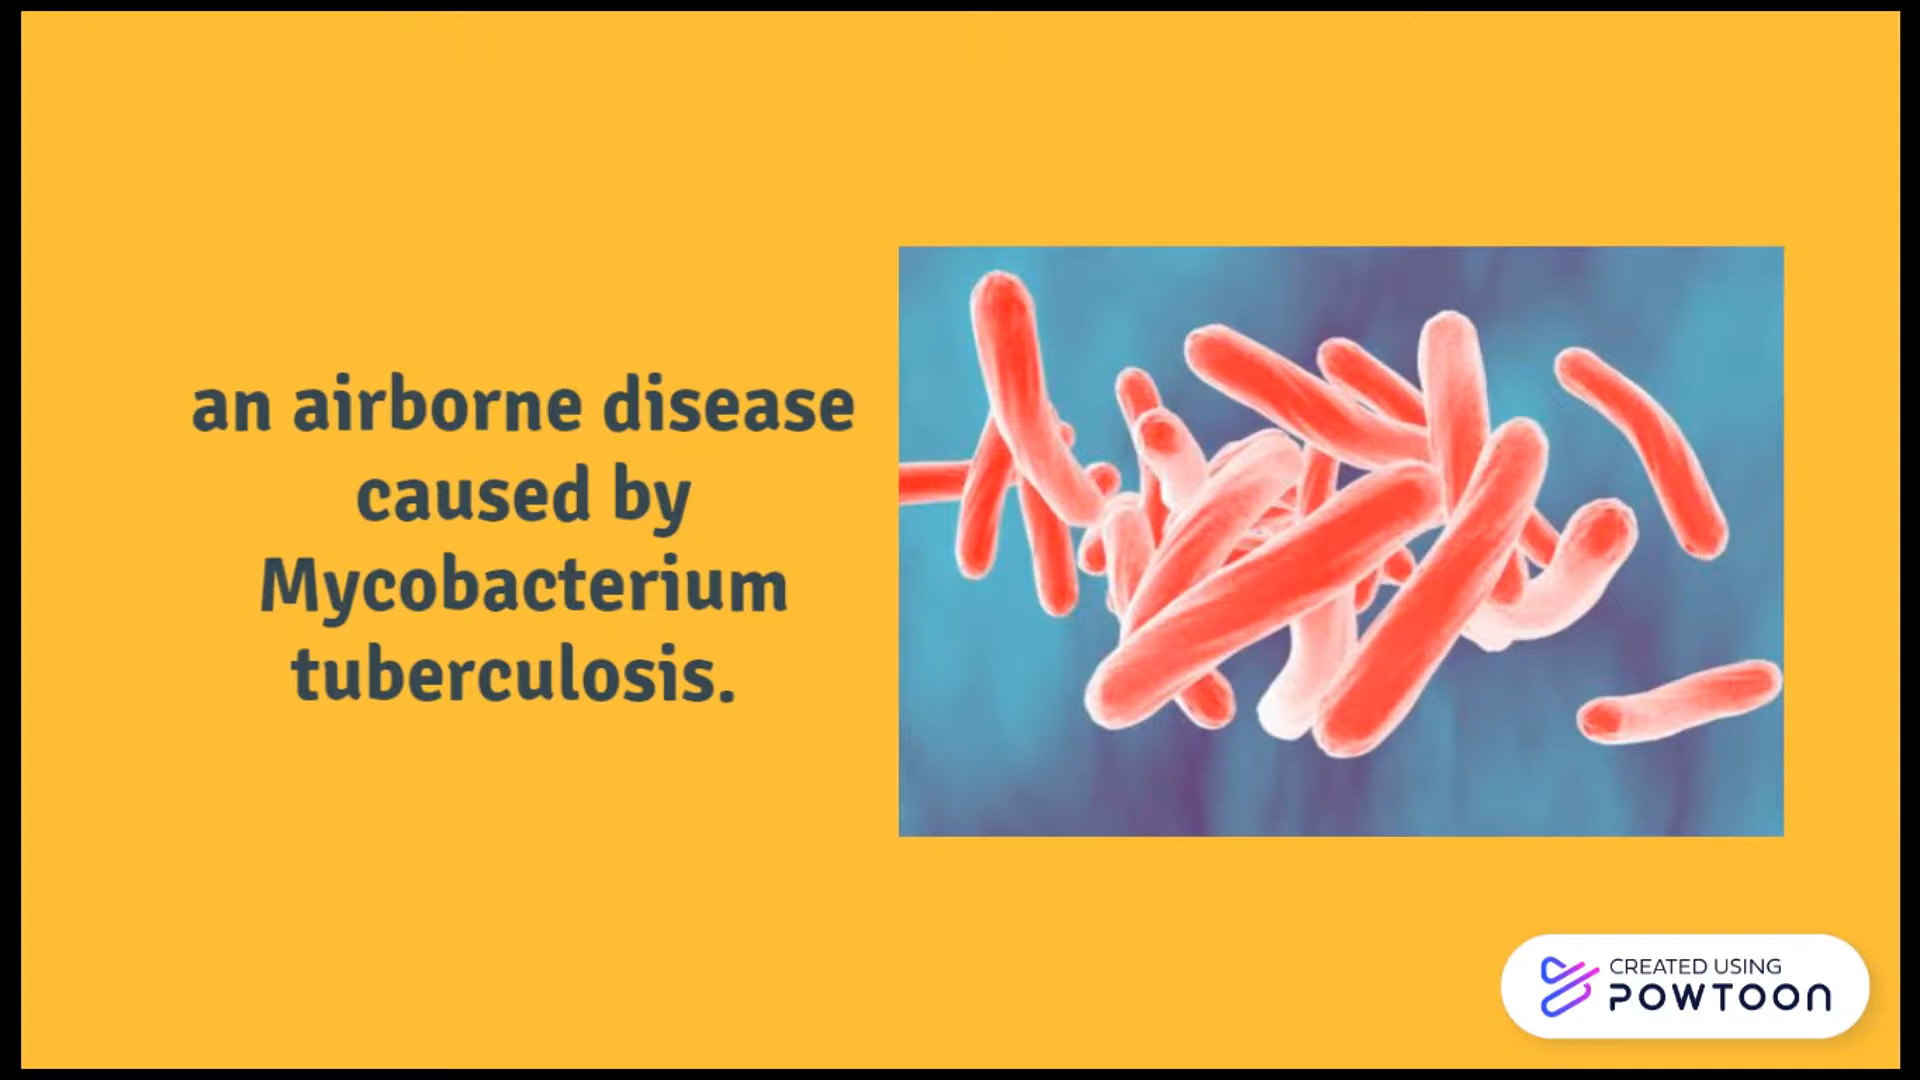 an airborne disease
caused by
Mycobacterium
tuberculosis.
CREATED USING
POWTOON